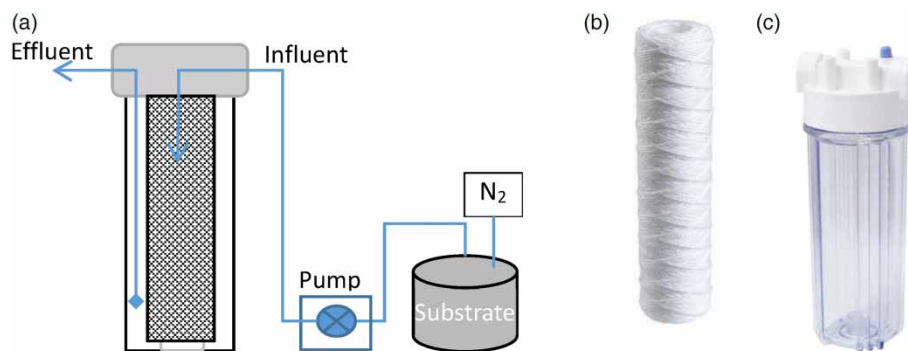 (a)
Effluent
Influent
Pump
N₂
Substrate
(b)
(c)